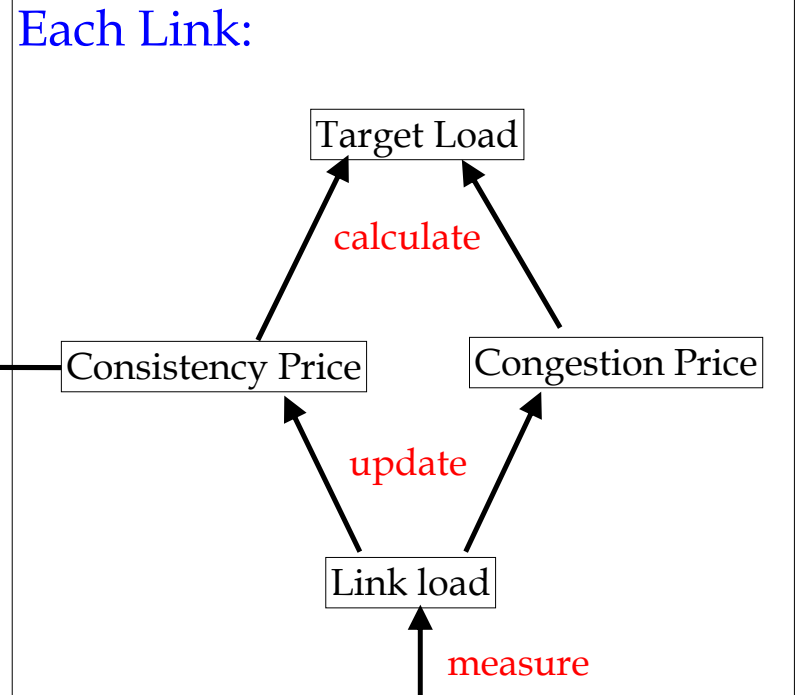 Each Link:
Target Load
calculate
Consistency Price
Congestion Price
update
Link load
measure